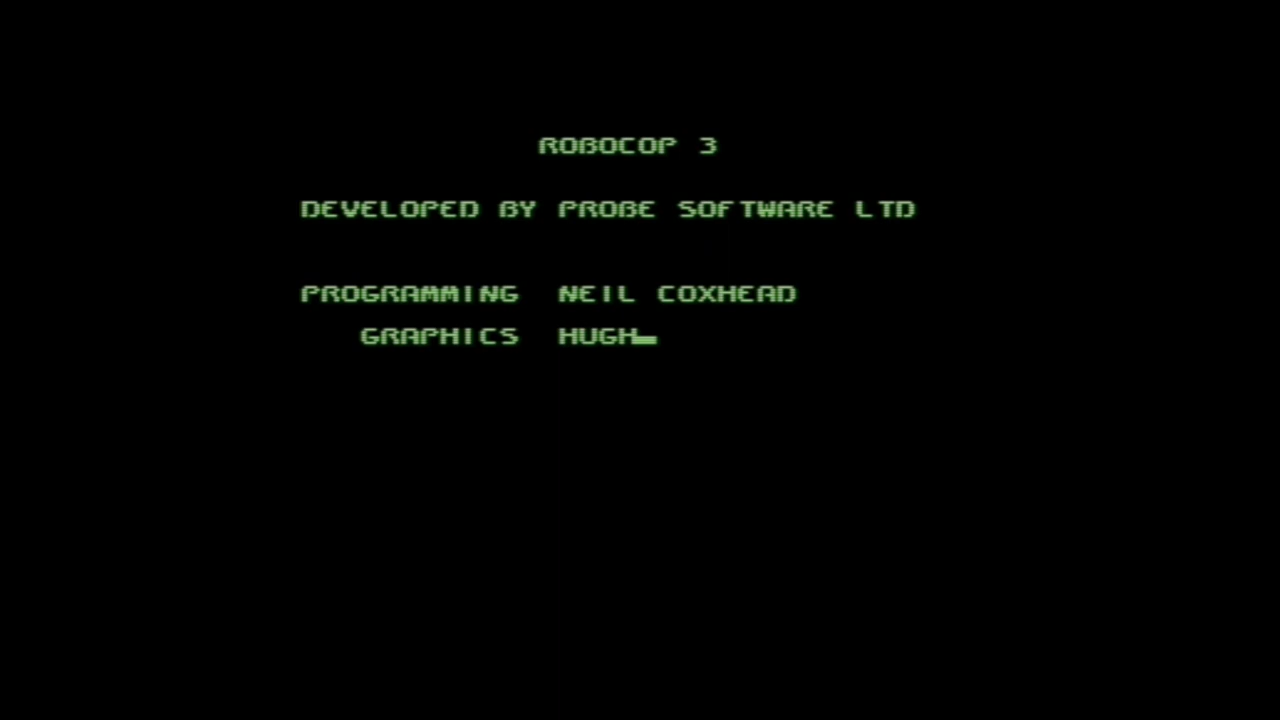 ROBOCOP 3
DEVELOPED BY PROBE SOFTWARE LTD
PROGRAMMING NEIL COXHEAD
GRAPHICS HUGH